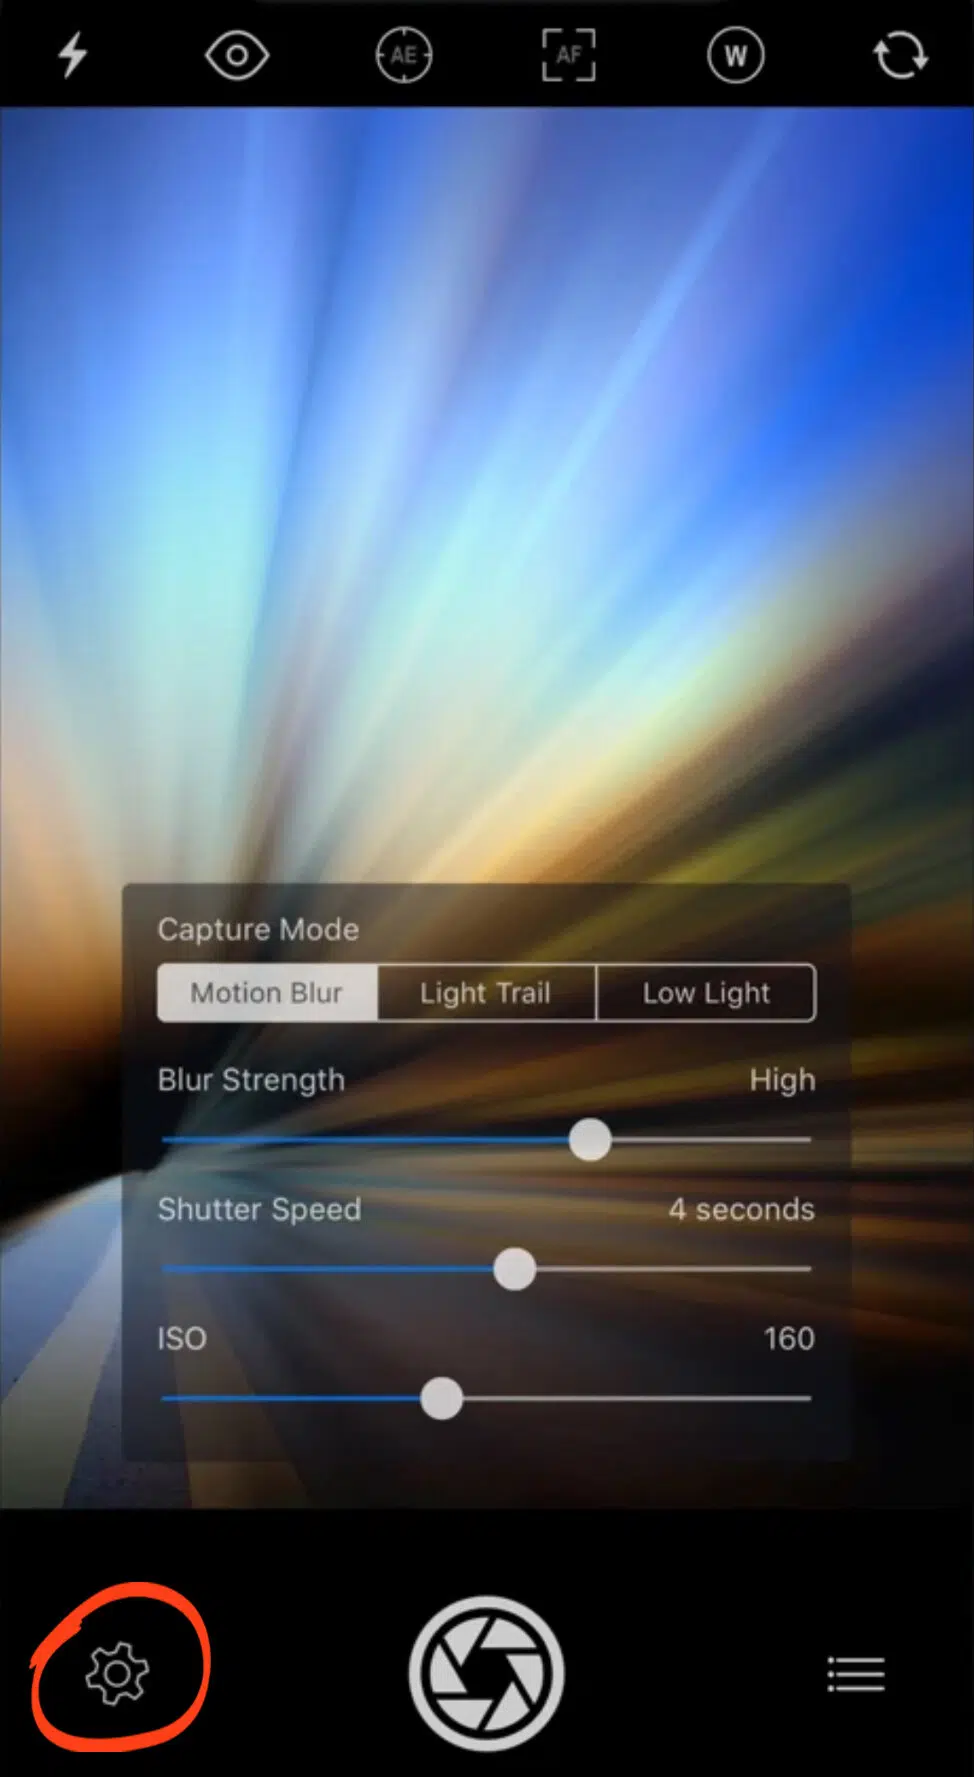 AE
AF
W
Capture Mode
Motion Blur Light Trail Low Light
Blur Strength High
Shutter Speed 4 seconds
ISO 160